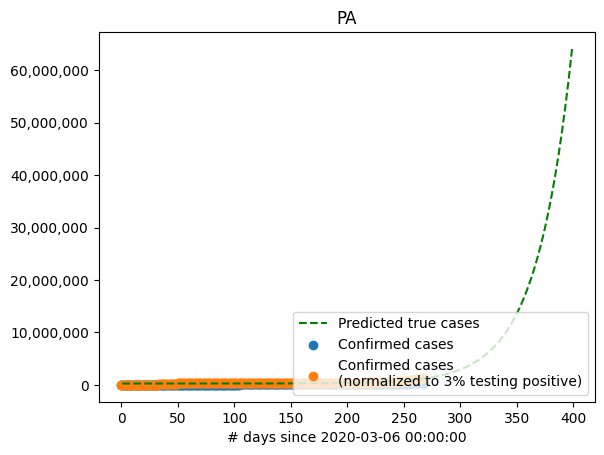 PA
60,000,000
50,000,000
40,000,000
30,000,000
20,000,000
10,000,000
0
Predicted true cases
Confirmed cases
Confirmed cases
(normalized to 3% testing positive)
0 50 100 150 200 250 300 350 400
# days since 2020-03-06 00:00:00